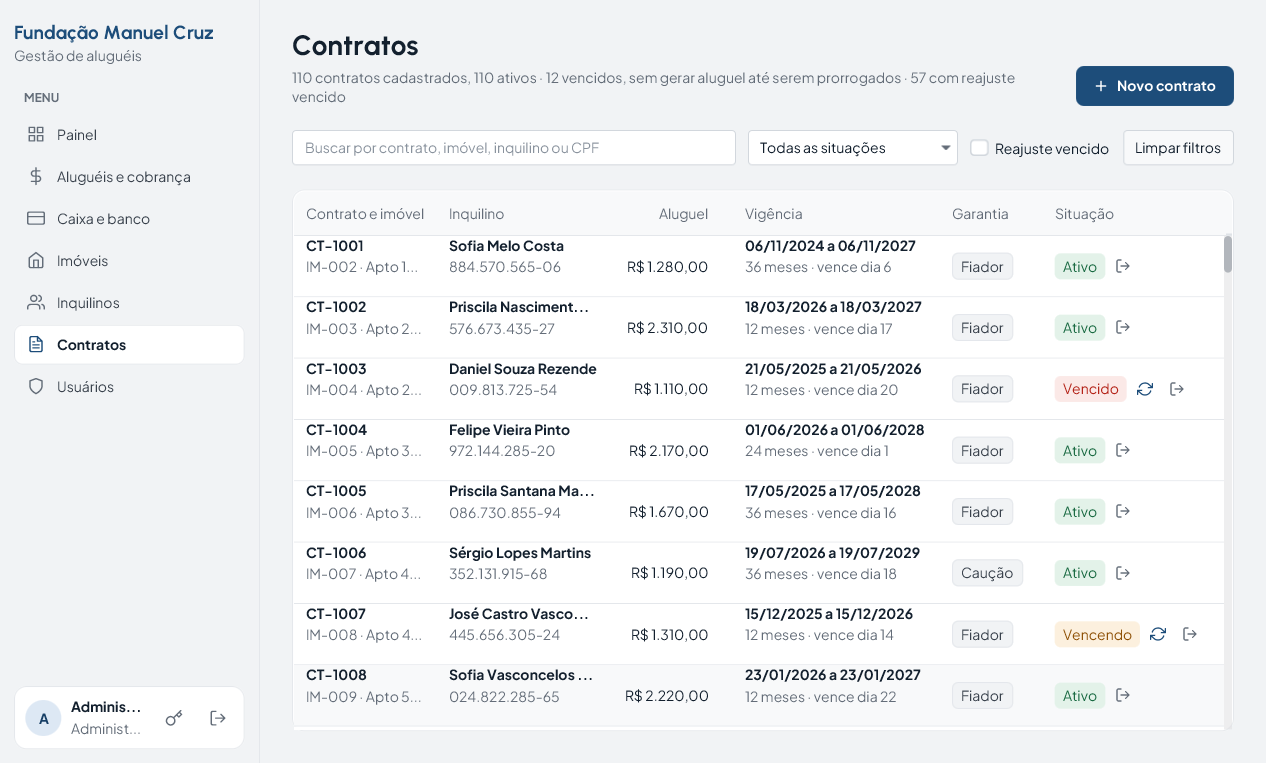 Fundação Manuel Cruz
Gestão de aluguéis
MENU
Painel
Aluguéis e cobrança
Caixa e banco
Imóveis
Inquilinos
Contratos
Usuários
A
Adminis...
Administ...
Contratos
110 contratos cadastrados, 110 ativos · 12 vencidos, sem gerar aluguel até serem prorrogados · 57 com reajuste
vencido
+ Novo contrato
Buscar por contrato, imóvel, inquilino ou CPF
Todas as situações
Reajuste vencido
Limpar filtros
Contrato e imóvel Inquilino Aluguel Vigência Garantia Situação
CT-1001 Sofia Melo Costa 06/11/2024 a 06/11/2027
IM-002 · Apto 1... 884.570.565-06 R$ 1.280,00 36 meses · vence dia 6 Fiador Ativo
CT-1002 Priscila Nasciment... 18/03/2026 a 18/03/2027
IM-003 · Apto 2... 576.673.435-27 R$ 2.310,00 12 meses · vence dia 17 Fiador Ativo
CT-1003 Daniel Souza Rezende 21/05/2025 a 21/05/2026
IM-004 · Apto 2... 009.813.725-54 R$ 1.110,00 12 meses · vence dia 20 Fiador Vencido
CT-1004 Felipe Vieira Pinto 01/06/2026 a 01/06/2028
IM-005 · Apto 3... 972.144.285-20 R$ 2.170,00 24 meses · vence dia 1 Fiador Ativo
CT-1005 Priscila Santana Ma... 17/05/2025 a 17/05/2028
IM-006 · Apto 3... 086.730.855-94 R$ 1.670,00 36 meses · vence dia 16 Fiador Ativo
CT-1006 Sérgio Lopes Martins 19/07/2026 a 19/07/2029
IM-007 · Apto 4... 352.131.915-68 R$ 1.190,00 36 meses · vence dia 18 Caução Ativo
CT-1007 José Castro Vasco... 15/12/2025 a 15/12/2026
IM-008 · Apto 4... 445.656.305-24 R$ 1.310,00 12 meses · vence dia 14 Fiador Vencendo
CT-1008 Sofia Vasconcelos ... 23/01/2026 a 23/01/2027
IM-009 · Apto 5... 024.822.285-65 R$ 2.220,00 12 meses · vence dia 22 Fiador Ativo